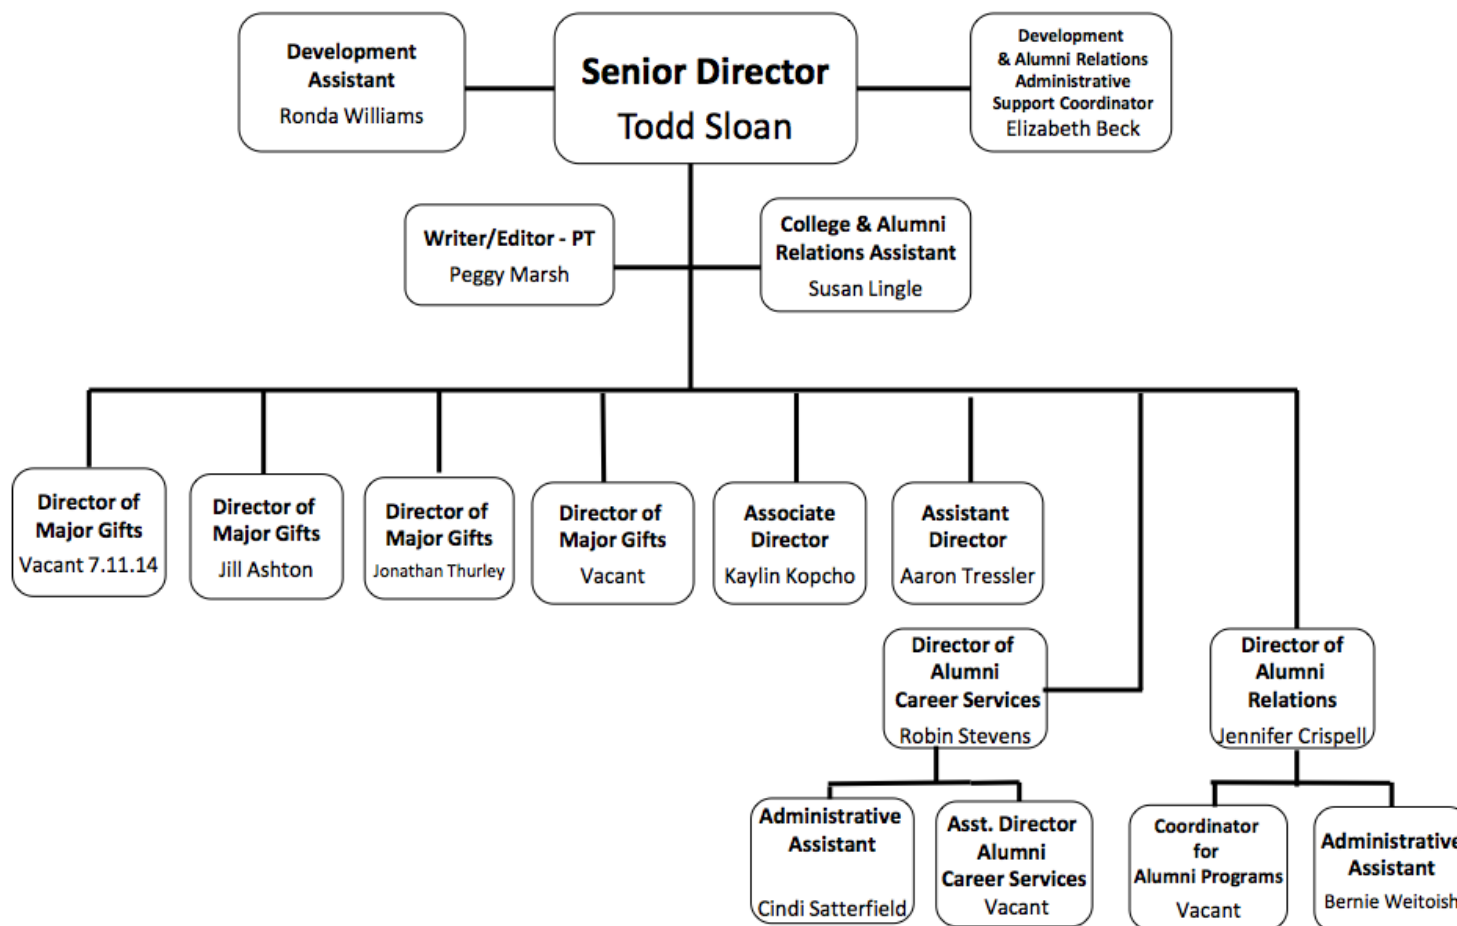 Development
Assistant
Ronda Williams
Senior Director
Todd Sloan
Development
& Alumni Relations
Administrative
Support Coordinator
Elizabeth Beck
Writer/Editor - PT
Peggy Marsh
College & Alumni
Relations Assistant
Susan Lingle
Director of
Major Gifts
Vacant 7.11.14
Director of
Major Gifts
Jill Ashton
Director of
Major Gifts
Jonathan Thurley
Director of
Major Gifts
Vacant
Associate
Director
Kaylin Kopcho
Assistant
Director
Aaron Tressler
Director of
Alumni
Career Services
Robin Stevens
Director of
Alumni
Relations
Jennifer Crispell
Administrative
Assistant
Cindi Satterfield
Asst. Director
Alumni
Career Services
Vacant
Coordinator
for
Alumni Programs
Vacant
Administrative
Assistant
Bernie Weitoish